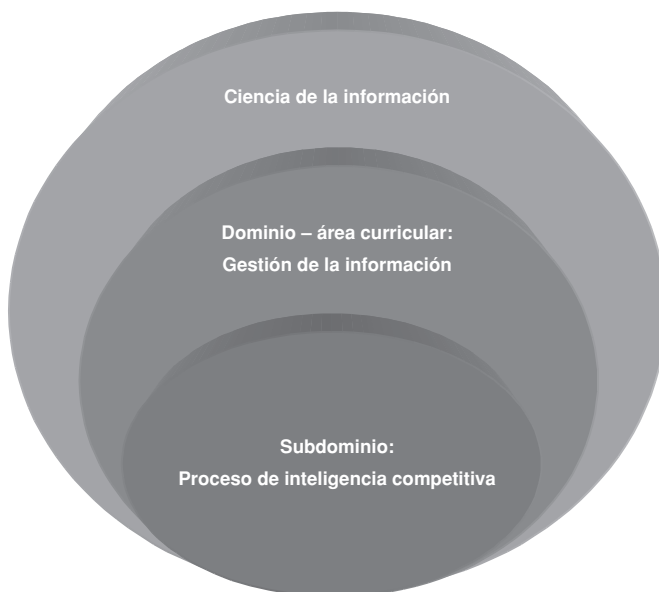 Ciencia de la información
Dominio – área curricular:
Gestión de la información
Subdominio:
Proceso de inteligencia competitiva